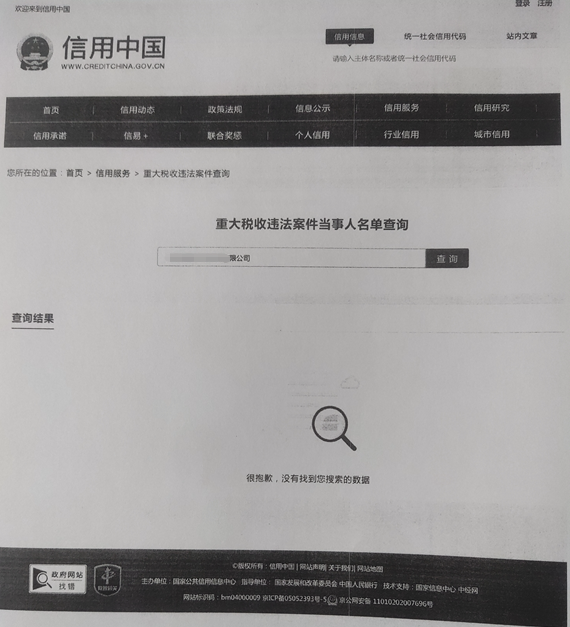 欢迎来到信用中国
登录 注册
信用中国
WWW.CREDITCHINA.GOV.CN
信用信息 统一社会信用代码 站内文章
请输入主体名称或者统一社会信用代码
首页 | 信用动态 | 政策法规 | 信息公示 | 信用服务 | 信用研究 |
信用承诺 | 信易+ | 联合奖惩 | 个人信用 | 行业信用 | 城市信用
您所在的位置：首页 > 信用服务 > 重大税收违法案件查询
重大税收违法案件当事人名单查询
限公司 查询
查询结果
很抱歉，没有找到您搜索的数据
政府网站
找错
©版权所有：信用中国 | 网站声明| 关于我们| 网站地图
主办单位：国家公共信用信息中心 指导单位： 国家发展和改革委员会 中国人民银行 技术支持：国家信息中心 中经网
网站标识码：bm04060009 京ICP备05052393号-5 京公网安备 11010202007696号